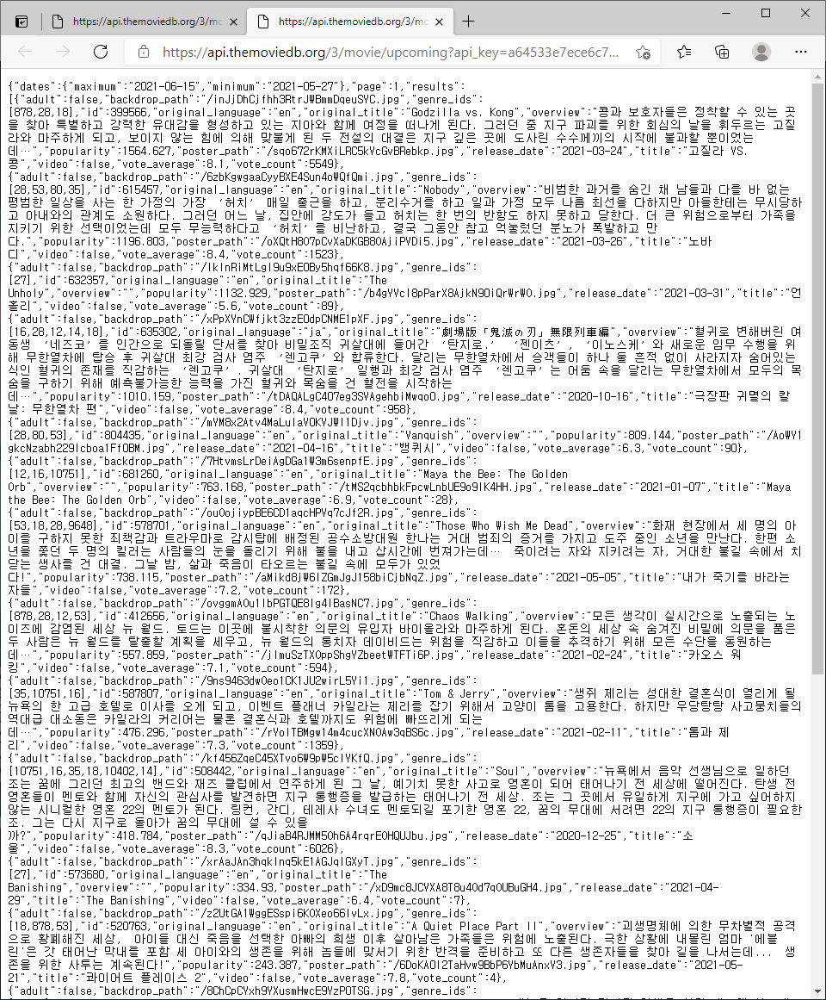 https://api.themoviedb.org/3/mc
https://api.themoviedb.org/3/mc
https://api.themoviedb.org/3/movie/upcoming?api_key=a64533e7ece6c7...
{"dates":{"maximum":"2021-06-15","minimum":"2021-05-27"},"page":1,"results":
[{"adult":false,"backdrop_path":"/inJjDhCjfhh3RtrJWBmmDqeuSYC.jpg","genre_ids":
[878,28,18],"id":399566,"original_language":"en","original_title":"Godzilla vs. Kong","overview":"콩과 보호자들은 정착할 수 있는 곳
을 찾아 특별하고 강력한 유대감을 형성하고 있는 지아와 함께 여정을 떠나게 된다. 그러던 중 지구 파괴를 위한 회심의 날을 휘두르는 고질
라와 마주하게 되고, 보이지 않는 힘에 의해 맞붙게 된 두 전설의 대결은 지구 깊은 곳에 도사린 수수께끼의 시작에 불과할 뿐이었는
데…","popularity":1564.627,"poster_path":"/sqo672rKMXiLRC5kVcGvBRebkp.jpg","release_date":"2021-03-24","title":"고질라 VS.
콩","video":false,"vote_average":8.1,"vote_count":5549},
{"adult":false,"backdrop_path":"/6zbKgwgaaCyyBXE4Sun4oWQfQmi.jpg","genre_ids":
[28,53,80,35],"id":615457,"original_language":"en","original_title":"Nobody","overview":"비범한 과거를 숨긴 채 남들과 다를 바 없는
평범한 일상을 사는 한 가정의 가장 ‘허치’ 매일 출근을 하고, 분리수거를 하고 일과 가정 모두 나름 최선을 다하지만 아들한테는 무시당하
고 아내와의 관계도 소원하다. 그러던 어느 날, 집안에 강도가 들고 허치는 한 번의 반항도 하지 못하고 당한다. 더 큰 위험으로부터 가족을
지키기 위한 선택이었는데 모두 무능력하다고 ‘허치’를 비난하고, 결국 그동안 참고 억눌렀던 분노가 폭발하고 만
다.","popularity":1196.803,"poster_path":"/oXQtH807pCvXaDKGB8OAjiPVDi5.jpg","release_date":"2021-03-26","title":"노바
디","video":false,"vote_average":8.4,"vote_count":1523},
{"adult":false,"backdrop_path":"/lkInRiMtLgl9u9xEOBy5hqf66K8.jpg","genre_ids":
[27],"id":632357,"original_language":"en","original_title":"The
Unholy","overview":"","popularity":1132.929,"poster_path":"/b4gYVcl8pParX8AjkN90iQrWrWO.jpg","release_date":"2021-03-31","title":"언
홀리","video":false,"vote_average":5.6,"vote_count":89},
{"adult":false,"backdrop_path":"/xPpXYnCWfjkt3zzE0dpCNME1pXF.jpg","genre_ids":
[16,28,12,14,18],"id":635302,"original_language":"ja","original_title":"劇場版「鬼滅の刃」無限列車編","overview":"혈귀로 변해버린 여
동생 ‘네즈코’를 인간으로 되돌릴 단서를 찾아 비밀조직 귀살대에 들어간 ‘탄지로.’ ‘젠이츠’, ‘이노스케’와 새로운 임무 수행을 위
해 무한열차에 탑승 후 귀살대 최강 검사 염주 ‘렌고쿠’와 합류한다. 달리는 무한열차에서 승객들이 하나 둘 흔적 없이 사라지자 숨어있는
식인 혈귀의 존재를 직감하는 ‘렌고쿠’. 귀살대 ‘탄지로’ 일행과 최강 검사 염주 ‘렌고쿠’는 어둠 속을 달리는 무한열차에서 모두의 목
숨을 구하기 위해 예측불가능한 능력을 가진 혈귀와 목숨을 건 혈전을 시작하는
데…","popularity":1010.159,"poster_path":"/tDAQALgC4O7eg3SYAgehbiMwqoO.jpg","release_date":"2020-10-16","title":"극장판 귀멸의 칼
날: 무한열차 편","video":false,"vote_average":8.4,"vote_count":958},
{"adult":false,"backdrop_path":"/mYM8x2Atv4MaLulaVOKVJWI1Djv.jpg","genre_ids":
[28,80,53],"id":804435,"original_language":"en","original_title":"Vanquish","overview":"","popularity":809.144,"poster_path":"/AoWY1
gkcNzabh229Icboa1Ff0BM.jpg","release_date":"2021-04-16","title":"뱅퀴시","video":false,"vote_average":6.3,"vote_count":90},
{"adult":false,"backdrop_path":"/7HtvmsLrDeiAgDGa1W3m6senpfE.jpg","genre_ids":
[12,16,10751],"id":681260,"original_language":"en","original_title":"Maya the Bee: The Golden
Orb","overview":"","popularity":763.168,"poster_path":"/tMS2qcbhbkFpcwLnbUE9o9IK4HH.jpg","release_date":"2021-01-07","title":"Maya
the Bee: The Golden Orb","video":false,"vote_average":6.9,"vote_count":28},
{"adult":false,"backdrop_path":"/ouOojiypBE6CD1aqcHPVq7cJf2R.jpg","genre_ids":
[53,18,28,9648],"id":578701,"original_language":"en","original_title":"Those Who Wish Me Dead","overview":"화재 현장에서 세 명의 아
이를 구하지 못한 죄책감과 트라우마로 감시탑에 배정된 공수소방대원 한나는 거대 범죄의 증거를 가지고 도주 중인 소년을 만난다. 한편 소
년을 쫓던 두 명의 킬러는 사람들의 눈을 돌리기 위해 불을 내고 삽시간에 번져가는데… 죽이려는 자와 지키려는 자, 거대한 불길 속에서 치
닫는 생사를 건 대결. 그날 밤, 삶과 죽음이 타오르는 불길 속에 모두가 있었
다!","popularity":738.115,"poster_path":"/aMikd8jW6IZGmJgJ156biCjbNqZ.jpg","release_date":"2021-05-05","title":"내가 죽기를 바라는
자들","video":false,"vote_average":7.2,"vote_count":172},
{"adult":false,"backdrop_path":"/ovggmAOu1IbPGTQE8lg4lBasNC7.jpg","genre_ids":
[878,28,12,53],"id":412656,"original_language":"en","original_title":"Chaos Walking","overview":"모든 생각이 실시간으로 노출되는 노
이즈에 감염된 세상 뉴 월드. 토드는 이곳에 불시착한 의문의 유입자 바이올라와 마주하게 된다. 혼돈의 세상 속 숨겨진 비밀에 의문을 품은
두 사람은 뉴 월드를 탈출할 계획을 세우고, 뉴 월드의 통치자 데이비드는 위험을 직감하고 이들을 추격하기 위해 모든 수단을 동원하는
데…","popularity":557.859,"poster_path":"/jlmuSzTXOppShgYZbeetWTFTi6P.jpg","release_date":"2021-02-24","title":"카오스 워
킹","video":false,"vote_average":7.1,"vote_count":594},
{"adult":false,"backdrop_path":"/9ns9463dwOeo1CK1JU2wirL5Yi1.jpg","genre_ids":
[35,10751,16],"id":587807,"original_language":"en","original_title":"Tom & Jerry","overview":"생쥐 제리는 성대한 결혼식이 열리게 될
뉴욕의 한 고급 호텔로 이사를 오게 되고, 이벤트 플래너 카일라는 제리를 잡기 위해서 고양이 톰을 고용한다. 하지만 우당탕탕 사고뭉치들의
역대급 대소동은 카일라의 커리어는 물론 결혼식과 호텔까지도 위험에 빠뜨리게 되는
데…","popularity":476.296,"poster_path":"/rYolTBMgwl4m4cucXNOAw3qBS6c.jpg","release_date":"2021-02-11","title":"톰과 제
리","video":false,"vote_average":7.3,"vote_count":1359},
{"adult":false,"backdrop_path":"/kf456ZqeC45XTvo6W9pW5clYKfQ.jpg","genre_ids":
[10751,16,35,18,10402,14],"id":508442,"original_language":"en","original_title":"Soul","overview":"뉴욕에서 음악 선생님으로 일하던
조는 꿈에 그리던 최고의 밴드와 재즈 클럽에서 연주하게 된 그 날, 예기치 못한 사고로 영혼이 되어 태어나기 전 세상에 떨어진다. 탄생 전
영혼들이 멘토와 함께 자신의 관심사를 발견하면 지구 통행증을 발급하는 태어나기 전 세상. 조는 그 곳에서 유일하게 지구에 가고 싶어하지
않는 시니컬한 영혼 22의 멘토가 된다. 링컨, 간디, 테레사 수녀도 멘토되길 포기한 영혼 22, 꿈의 무대에 서려면 22의 지구 통행증이 필요한
조. 그는 다시 지구로 돌아가 꿈의 무대에 설 수 있을
까?","popularity":418.784,"poster_path":"/qJiaB4RJMM5Oh6A4rqrEOHQUJbu.jpg","release_date":"2020-12-25","title":"소
울","video":false,"vote_average":8.3,"vote_count":6026},
{"adult":false,"backdrop_path":"/xrAaJAn3hqkInq5kE1AGJqIGXyT.jpg","genre_ids":
[27],"id":573680,"original_language":"en","original_title":"The
Banishing","overview":"","popularity":334.93,"poster_path":"/xD9mc8JCVXA8T8u4Od7qOUBuGH4.jpg","release_date":"2021-04-
29","title":"The Banishing","video":false,"vote_average":6.4,"vote_count":7},
{"adult":false,"backdrop_path":"/z2UtGA1WggESspi6KOXeo66lvLx.jpg","genre_ids":
[18,878,53],"id":520763,"original_language":"en","original_title":"A Quiet Place Part II","overview":"괴생명체에 의한 무차별적 공격
으로 황폐해진 세상, 아이들 대신 죽음을 선택한 아빠의 희생 이후 살아남은 가족들은 위험에 노출된다. 극한 상황에 내몰린 엄마 '에블
린'은 갓 태어난 막내를 포함 세 아이와의 생존을 위해 놈들에 맞서기 위한 반격을 준비하고 또 다른 생존자들을 찾아 길을 나서는데... 생
존을 위한 사투는 계속된다!","popularity":243.387,"poster_path":"/6DoKAOI2TaHvw9BbP6YbMuAnxV3.jpg","release_date":"2021-05-
21","title":"콰이어트 플레이스 2","video":false,"vote_average":7.8,"vote_count":4},
{"adult":false,"backdrop_path":"/8ChCpCYxh9YXusmHwcE9YzP0TSG.jpg","genre_ids":